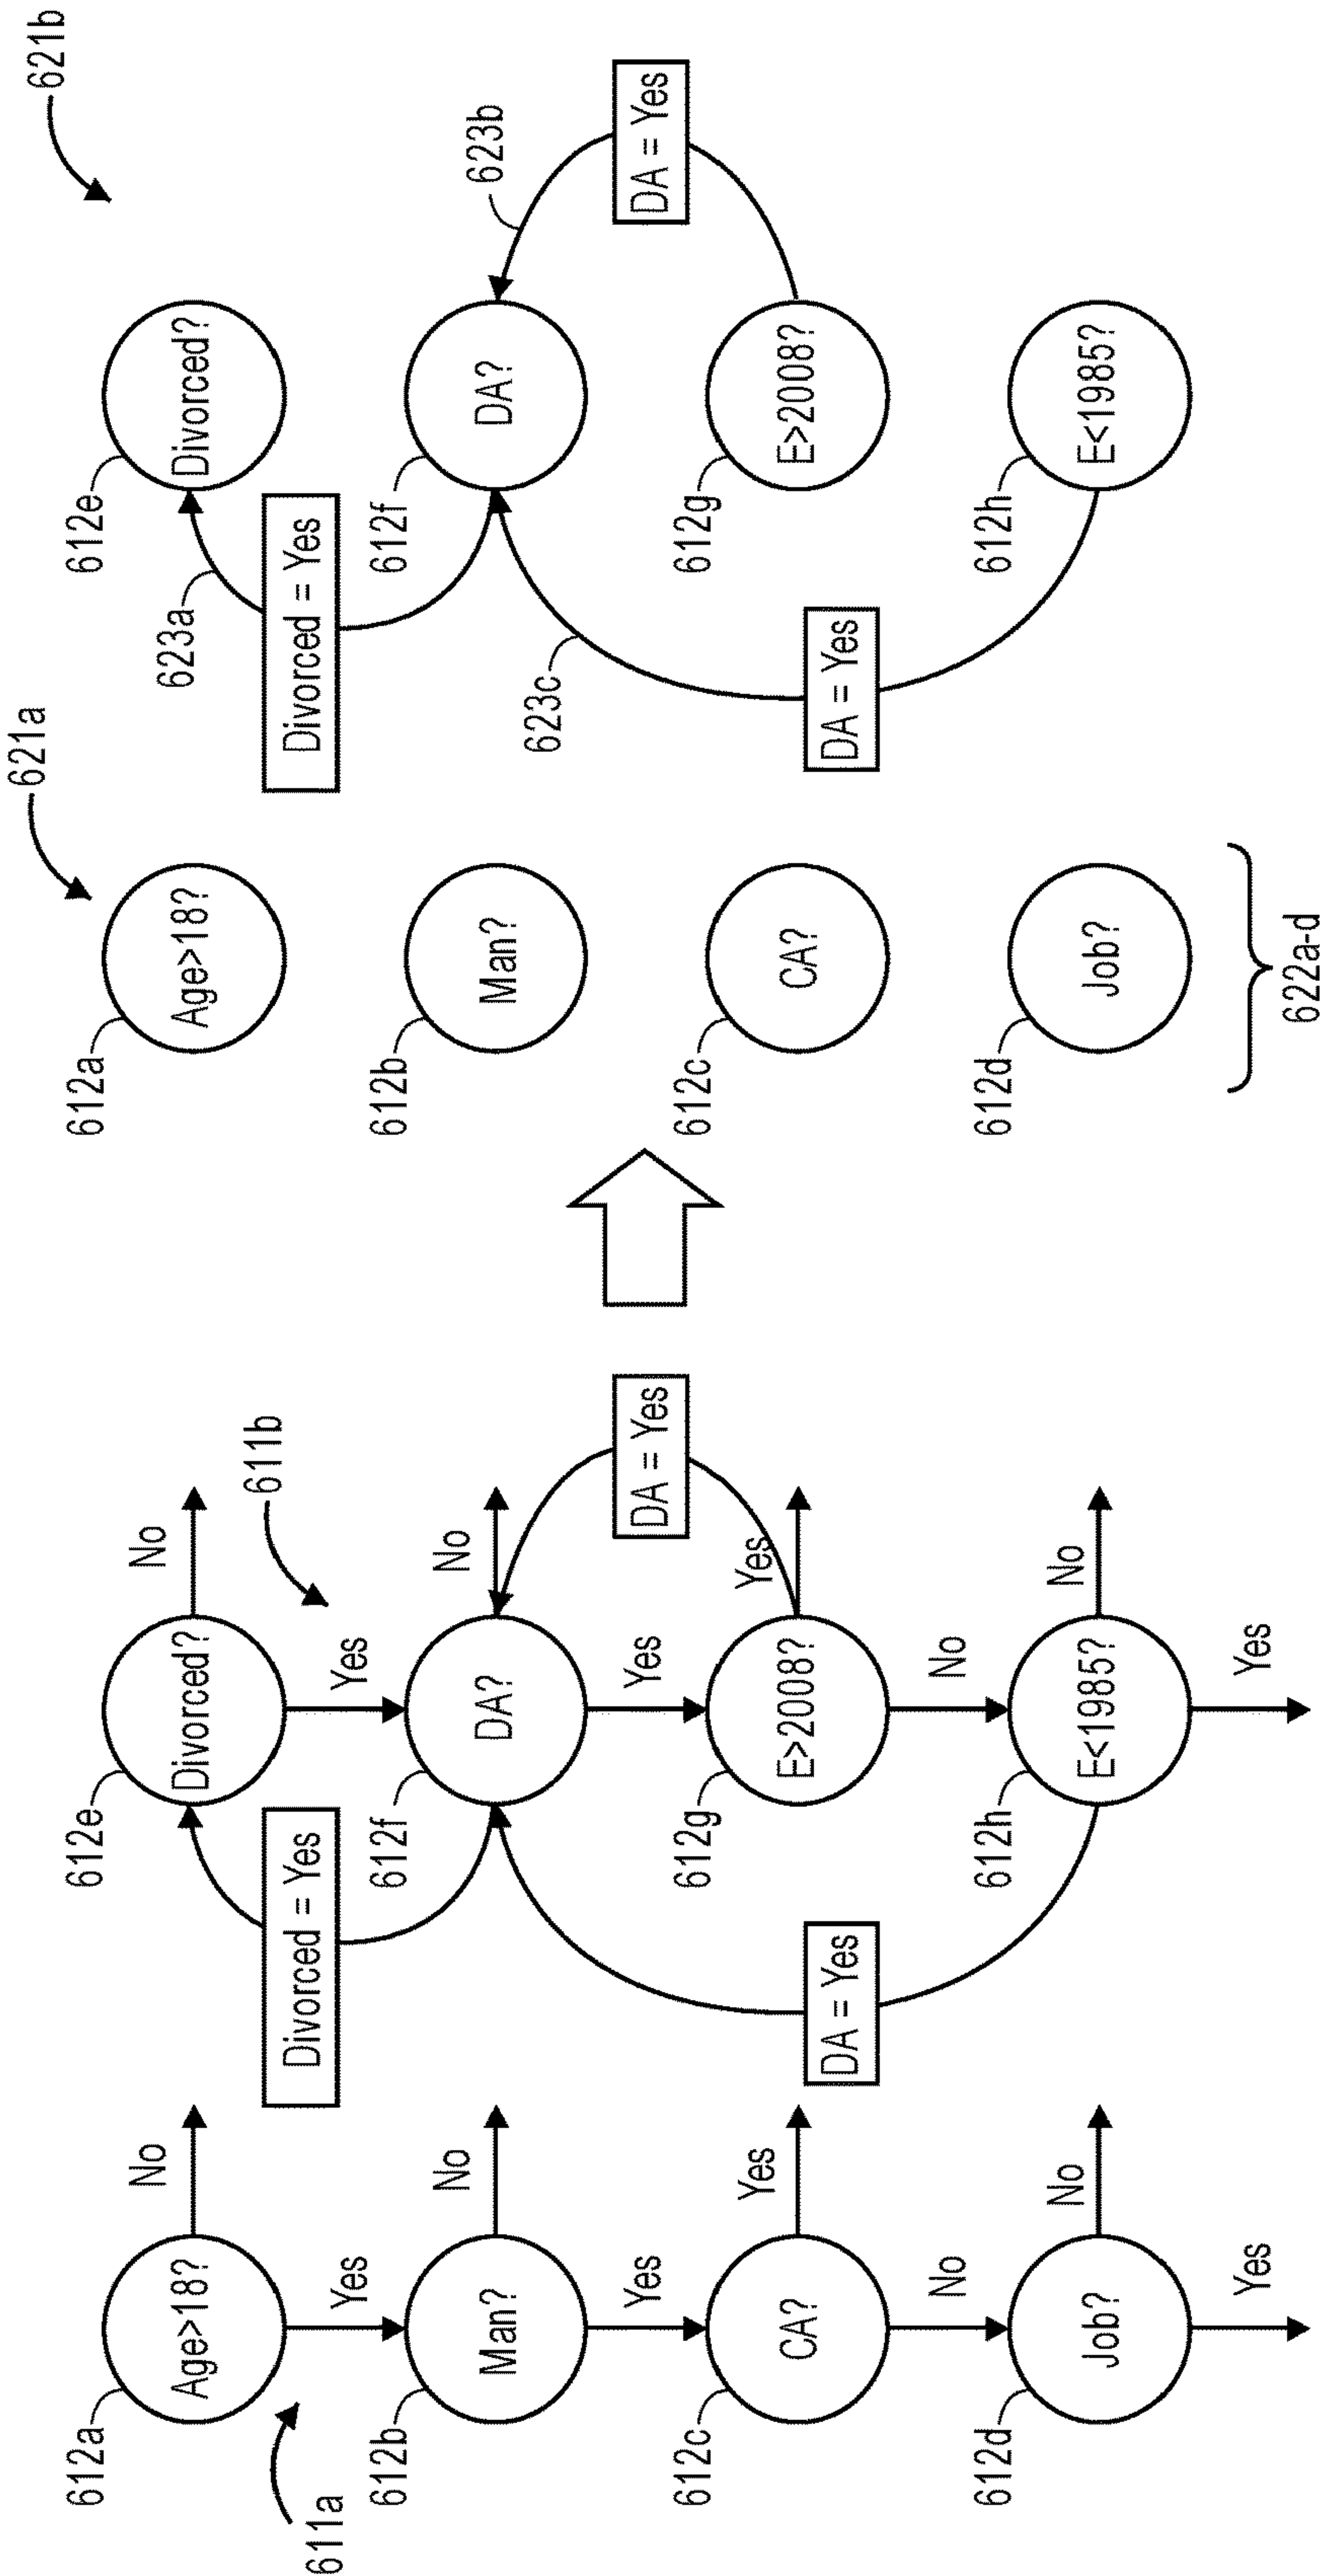 611a
612a
Age>18?
No
Yes
612b
Man?
No
Yes
612c
CA?
Yes
No
612d
Job?
No
Yes
611b
612e
Divorced?
No
Divorced = Yes
Yes
612f
DA?
No
Yes
DA = Yes
612g
E>2008?
Yes
No
DA = Yes
612h
E<1985?
No
Yes
621a
612a
Age>18?
612b
Man?
612c
CA?
612d
Job?
622a-d
621b
612e
Divorced?
623a
Divorced = Yes
612f
DA?
623b
DA = Yes
623c
612g
E>2008?
DA = Yes
612h
E<1985?